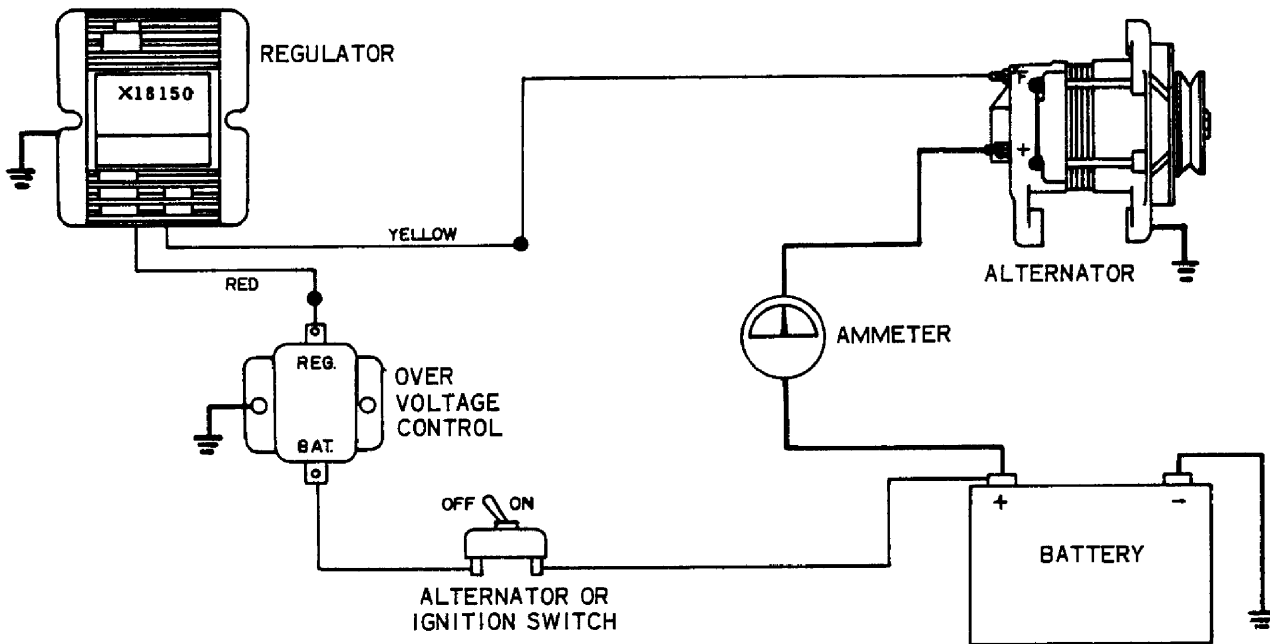 REGULATOR
X18150
F
+
YELLOW
ALTERNATOR
RED
AMMETER
REG.
OVER
VOLTAGE
CONTROL
BAT.
OFF ON
+
-
BATTERY
ALTERNATOR OR
IGNITION SWITCH